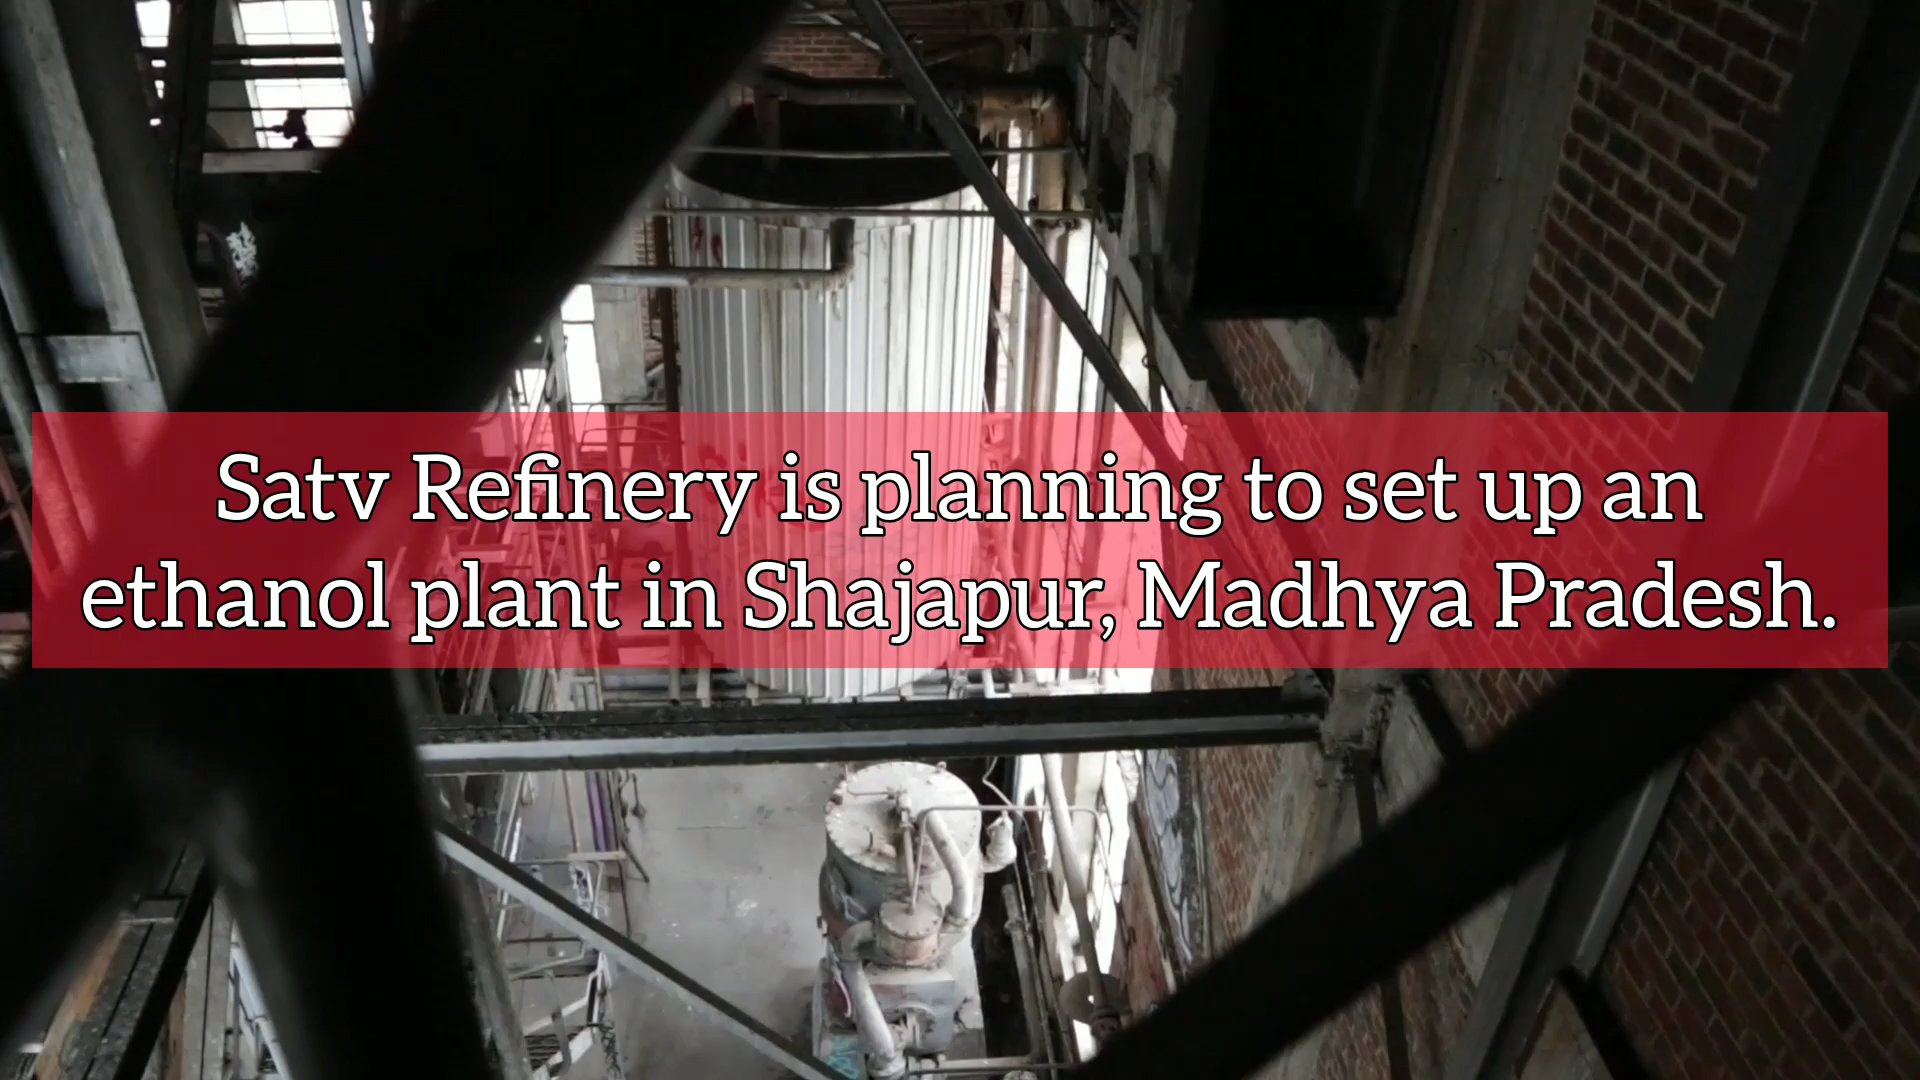 Satv Refinery is planning to set up an
ethanol plant in Shajapur, Madhya Pradesh.